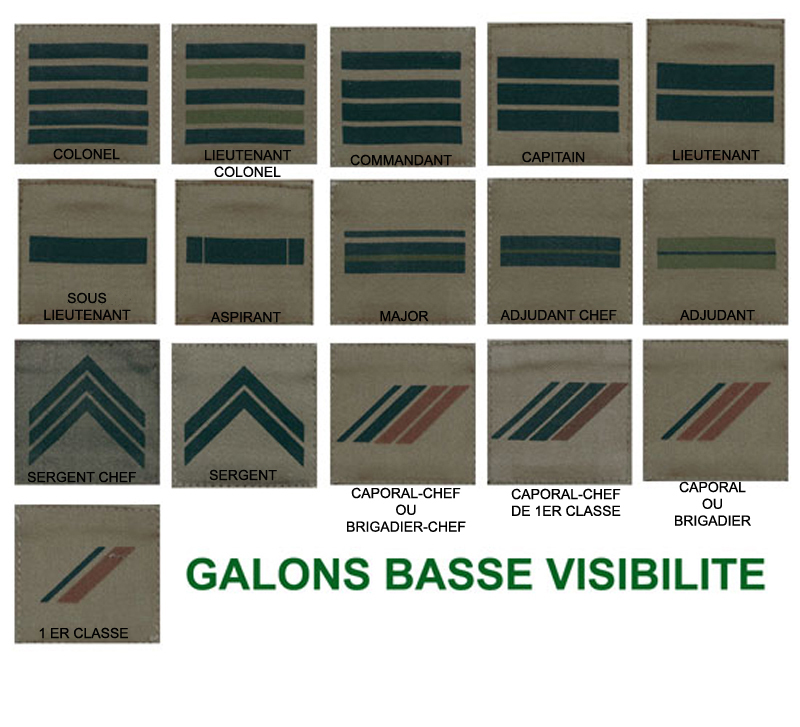 COLONEL
LIEUTENANT
COLONEL
COMMANDANT
CAPITAIN
LIEUTENANT
SOUS
LIEUTENANT
ASPIRANT
MAJOR
ADJUDANT CHEF
ADJUDANT
SERGENT CHEF
SERGENT
CAPORAL-CHEF
OU
BRIGADIER-CHEF
CAPORAL-CHEF
DE 1ER CLASSE
CAPORAL
OU
BRIGADIER
1 ER CLASSE
GALONS BASSE VISIBILITE